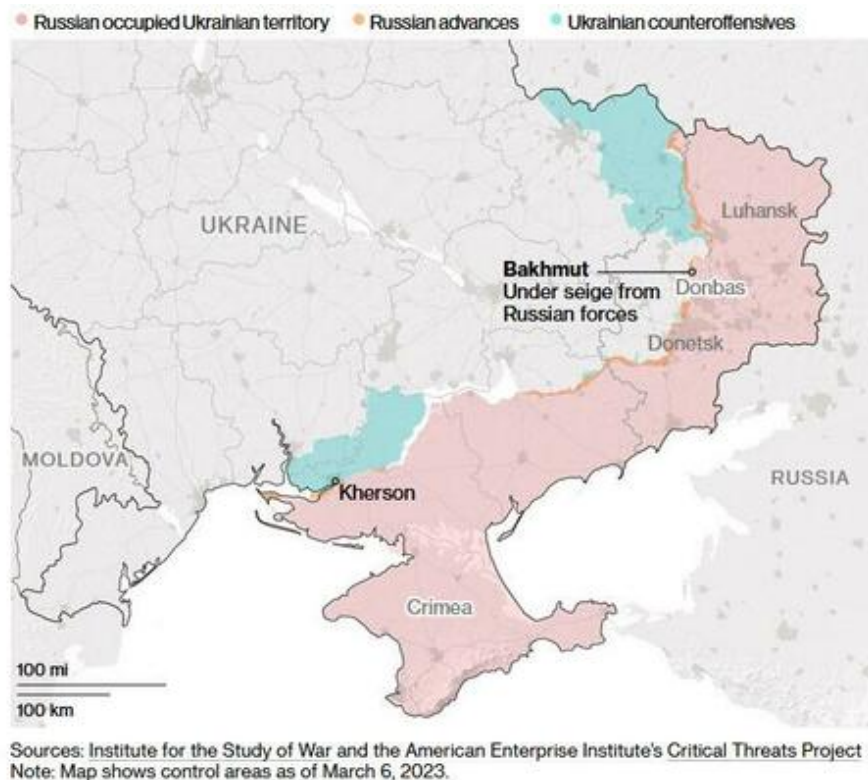 Russian occupied Ukrainian territory
Russian advances
Ukrainian counteroffensives
UKRAINE
Luhansk
Bakhmut
Under seige from
Russian forces
Donbas
Donetsk
MOLDOVA
Kherson
RUSSIA
Crimea
100 mi
100 km
Sources: Institute for the Study of War and the American Enterprise Institute's Critical Threats Project
Note: Map shows control areas as of March 6, 2023.